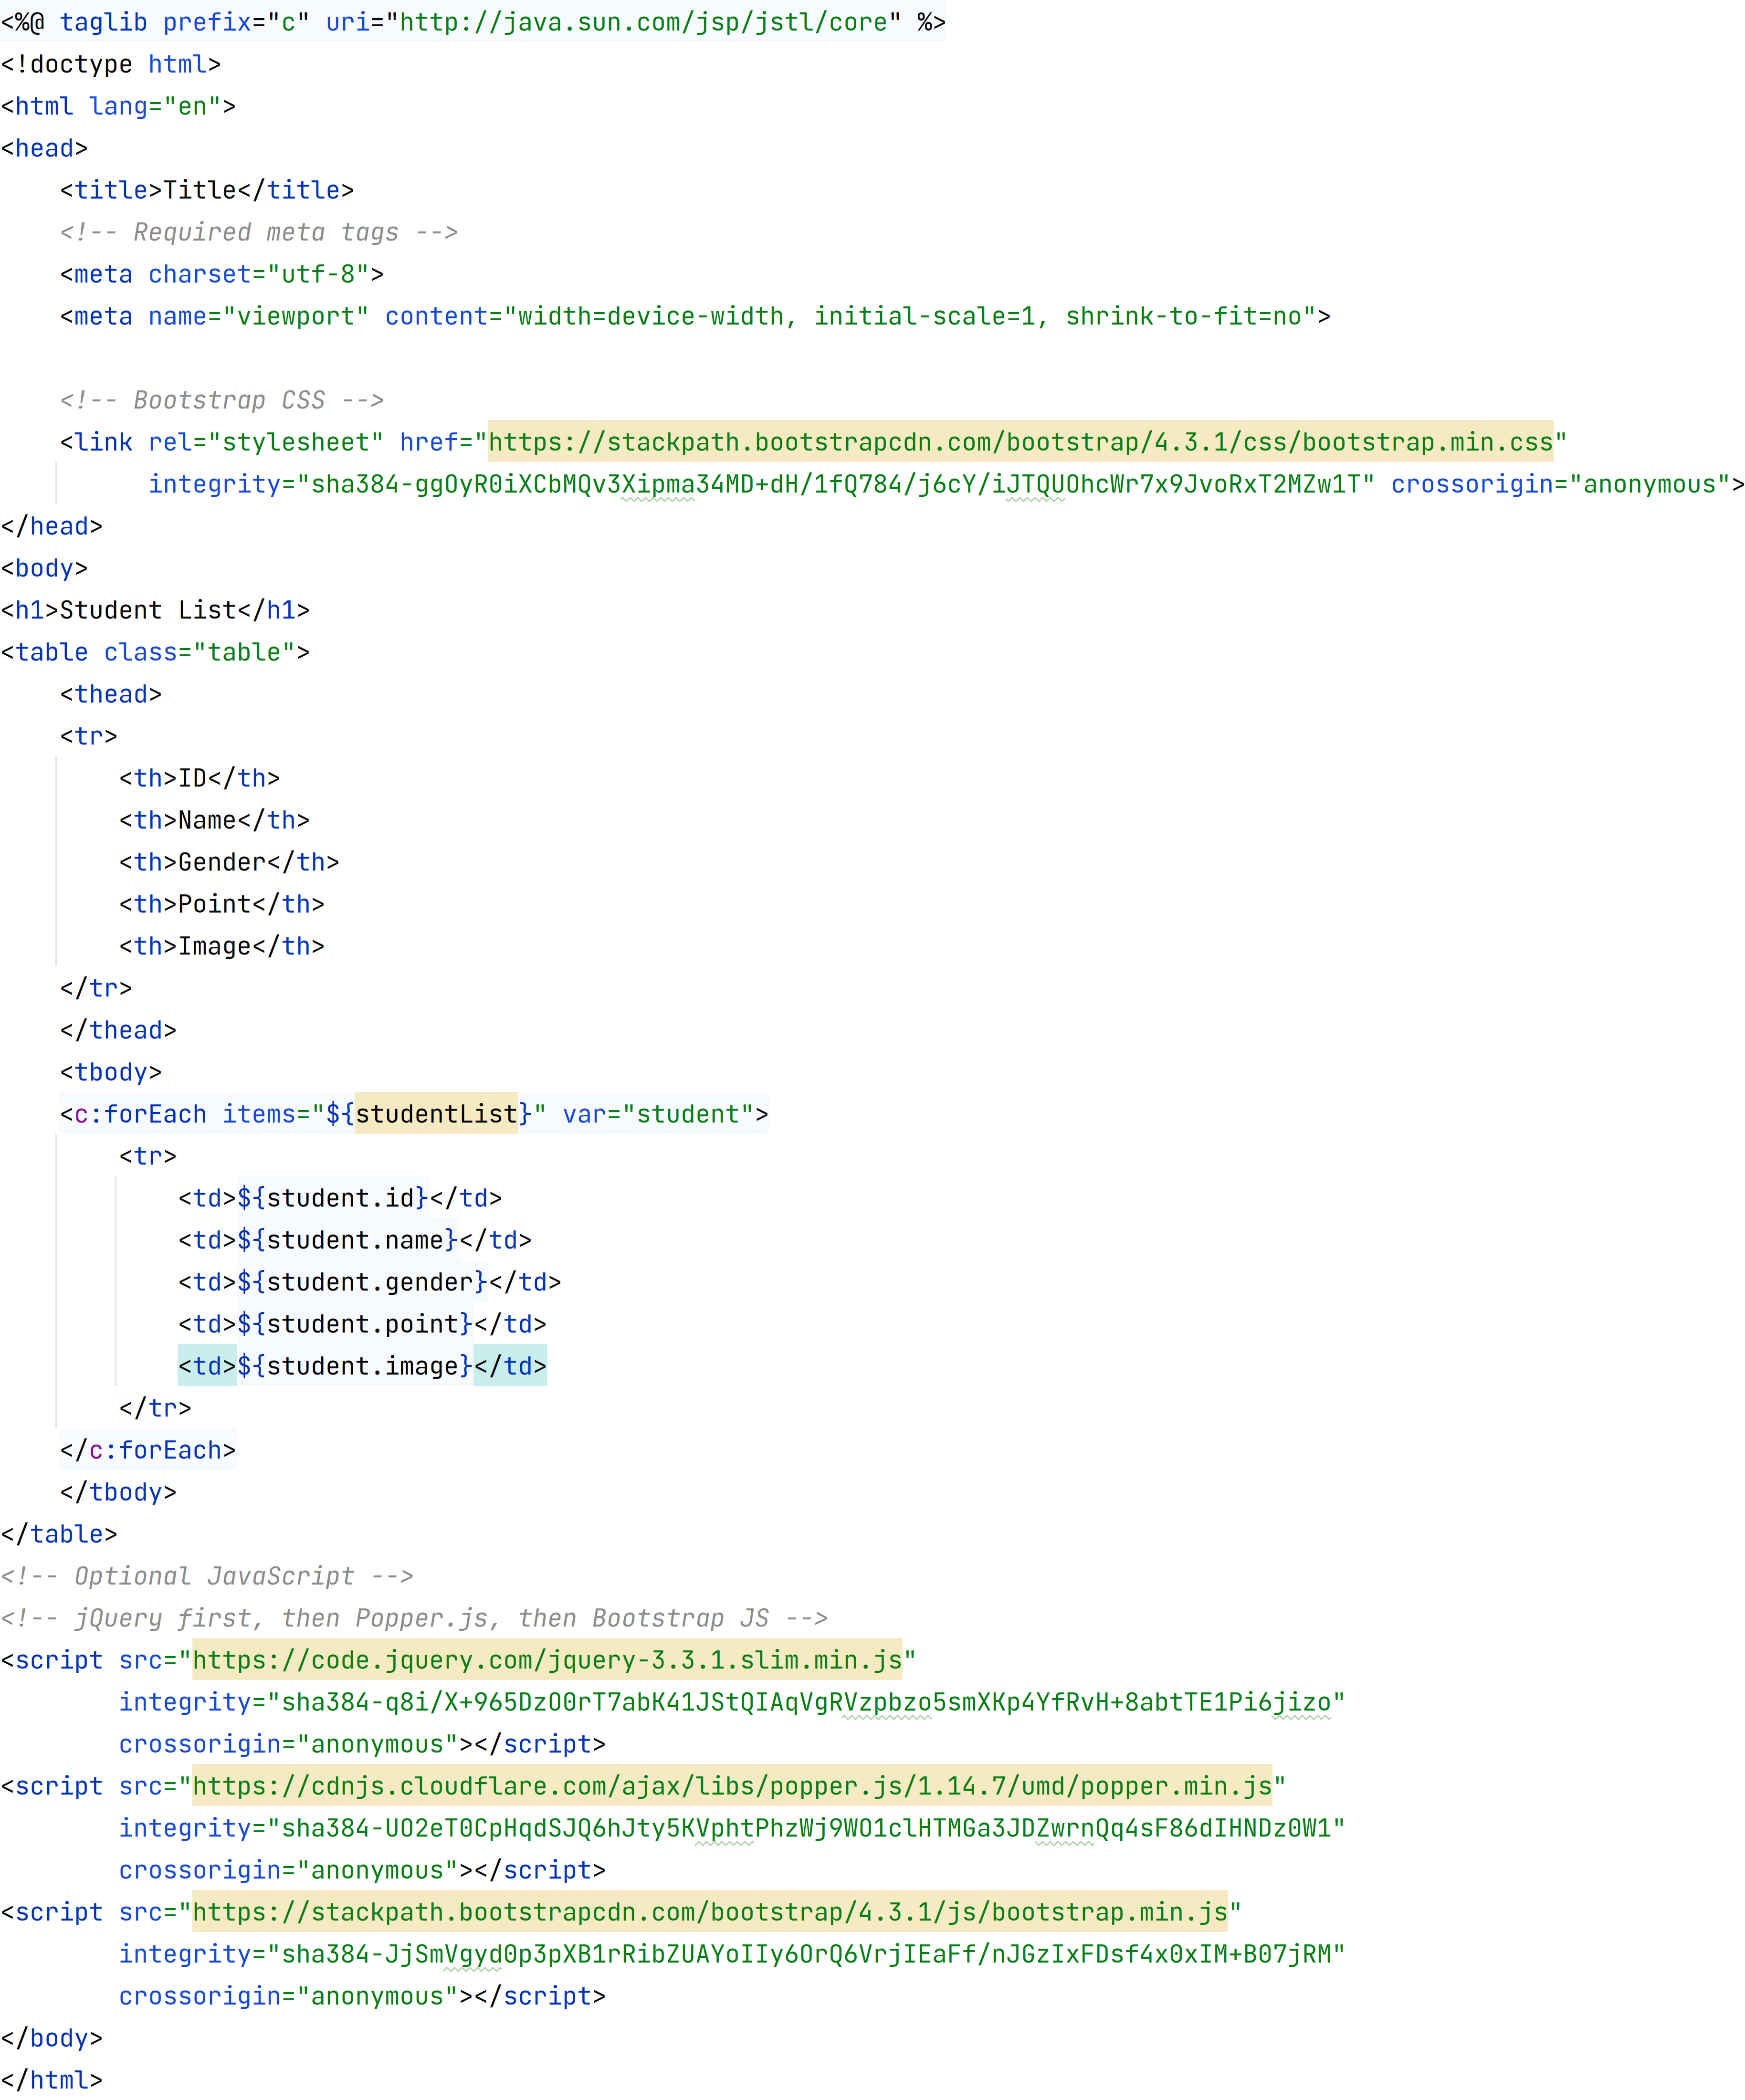 <%@ taglib prefix="c" uri="http://java.sun.com/jsp/jstl/core" %>
<!doctype html>
<html lang="en">
<head>
    <title>Title</title>
    <!-- Required meta tags -->
    <meta charset="utf-8">
    <meta name="viewport" content="width=device-width, initial-scale=1, shrink-to-fit=no">

    <!-- Bootstrap CSS -->
    <link rel="stylesheet" href="https://stackpath.bootstrapcdn.com/bootstrap/4.3.1/css/bootstrap.min.css"
          integrity="sha384-ggOyR0iXCbMQv3Xipma34MD+dH/1fQ784/j6cY/iJTQUOhcWr7x9JvoRxT2MZw1T" crossorigin="anonymous">
</head>
<body>
<h1>Student List</h1>
<table class="table">
    <thead>
    <tr>
        <th>ID</th>
        <th>Name</th>
        <th>Gender</th>
        <th>Point</th>
        <th>Image</th>
    </tr>
    </thead>
    <tbody>
    <c:forEach items="${studentList}" var="student">
        <tr>
            <td>${student.id}</td>
            <td>${student.name}</td>
            <td>${student.gender}</td>
            <td>${student.point}</td>
            <td>${student.image}</td>
        </tr>
    </c:forEach>
    </tbody>
</table>
<!-- Optional JavaScript -->
<!-- jQuery first, then Popper.js, then Bootstrap JS -->
<script src="https://code.jquery.com/jquery-3.3.1.slim.min.js"
        integrity="sha384-q8i/X+965DzO0rT7abK41JStQIAqVgRVzpbzo5smXKp4YfRvH+8abtTE1Pi6jizo"
        crossorigin="anonymous"></script>
<script src="https://cdnjs.cloudflare.com/ajax/libs/popper.js/1.14.7/umd/popper.min.js"
        integrity="sha384-UO2eT0CpHqdSJQ6hJty5KVphtPhzWj9WO1clHTMGa3JDZwrnQq4sF86dIHNDz0W1"
        crossorigin="anonymous"></script>
<script src="https://stackpath.bootstrapcdn.com/bootstrap/4.3.1/js/bootstrap.min.js"
        integrity="sha384-JjSmVgyd0p3pXB1rRibZUAYoIIy6OrQ6VrjIEaFf/nJGzIxFDsf4x0xIM+B07jRM"
        crossorigin="anonymous"></script>
</body>
</html>